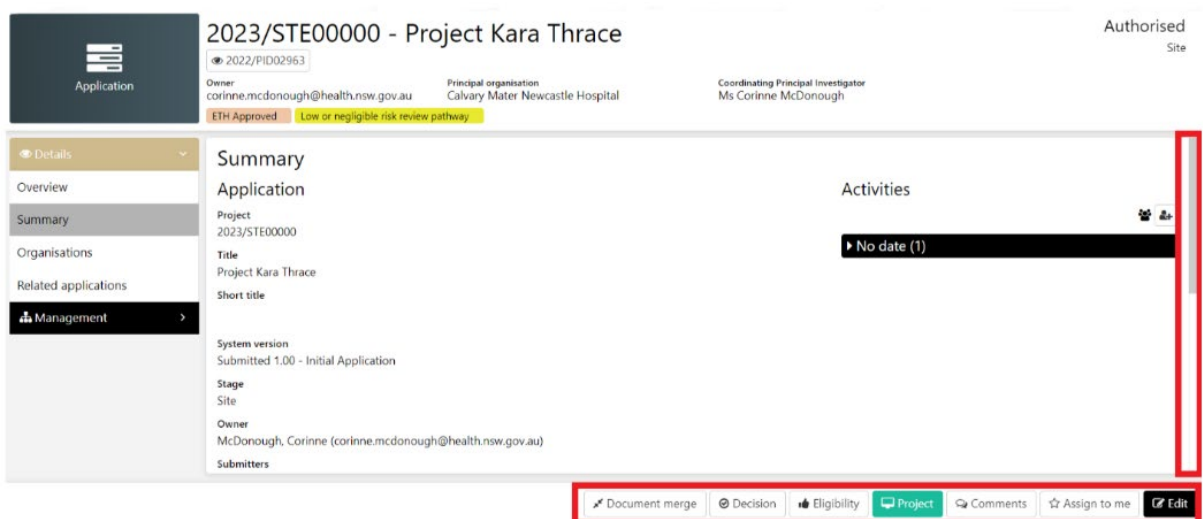 2023/STE00000 - Project Kara Thrace
Authorised
Site
2022/PID02963
Application
Owner
corinne.mcdonough@health.nsw.gov.au
Principal organisation
Calvary Mater Newcastle Hospital
Coordinating Principal Investigator
Ms Corinne McDonough
ETH Approved
Low or negligible risk review pathway
Details
Overview
Summary
Organisations
Related applications
Management
Summary
Application
Project
2023/STE00000
Title
Project Kara Thrace
Short title
System version
Submitted 1.00 - Initial Application
Stage
Site
Owner
McDonough, Corinne (corinne.mcdonough@health.nsw.gov.au)
Submitters
Activities
No date (1)
Document merge
Decision
Eligibility
Project
Comments
Assign to me
Edit